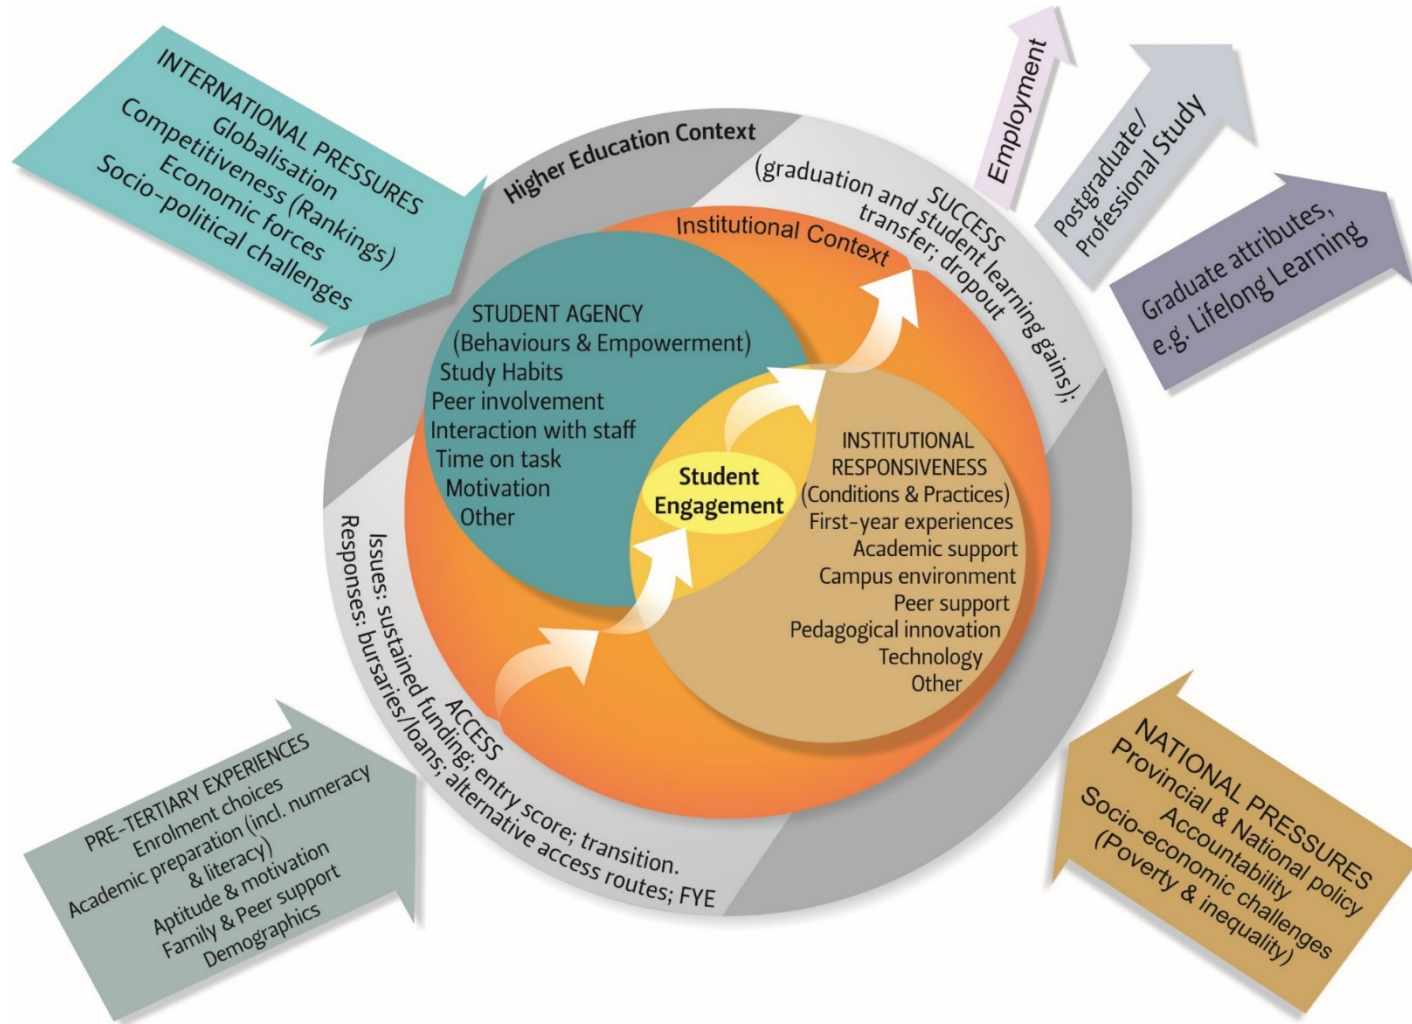 INTERNATIONAL PRESSURES
Globalisation
Competitiveness (Rankings)
Economic forces
Socio-political challenges
Higher Education Context
SUCCESS
(graduation and student learning gains);
transfer; dropout
Employment
Postgraduate/
Professional Study
Graduate attributes,
e.g. Lifelong Learning
Institutional Context
STUDENT AGENCY
(Behaviours & Empowerment)
Study Habits
Peer involvement
Interaction with staff
Time on task
Motivation
Other
Student
Engagement
INSTITUTIONAL
RESPONSIVENESS
(Conditions & Practices)
First-year experiences
Academic support
Campus environment
Peer support
Pedagogical innovation
Technology
Other
ACCESS
Issues: sustained funding; entry score; transition.
Responses: bursaries/loans; alternative access routes; FYE
PRE-TERTIARY EXPERIENCES
Enrolment choices
Academic preparation (incl. numeracy
& literacy)
Aptitude & motivation
Family & Peer support
Demographics
NATIONAL PRESSURES
Provincial & National policy
Accountability
Socio-economic challenges
(Poverty & inequality)